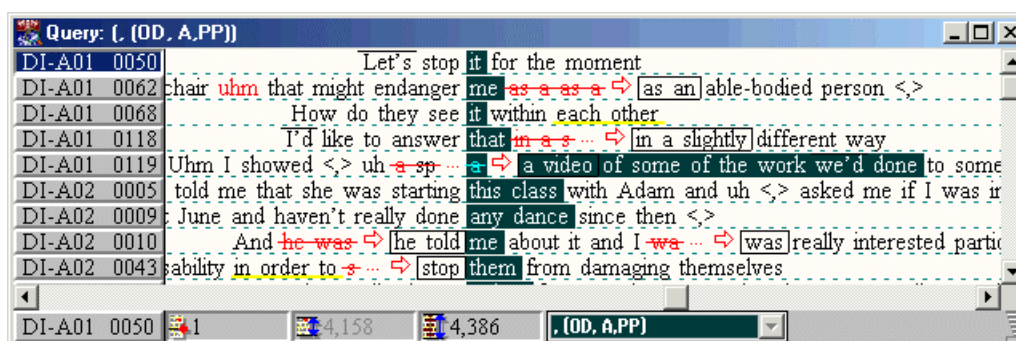 Query: (, (OD, A,PP))
DI-A01 0050 Let's stop it for the moment
DI-A01 0062 chair uhm that might endanger me as a as a ⇨ as an able-bodied person <,>
DI-A01 0068 How do they see it within each other
DI-A01 0118 I'd like to answer that in a s ··· ⇨ in a slightly different way
DI-A01 0119 Uhm I showed <,> uh a sp ··· a ⇨ a video of some of the work we'd done to some
DI-A02 0005 told me that she was starting this class with Adam and uh <,> asked me if I was in
DI-A02 0009 June and haven't really done any dance since then <,>
DI-A02 0010 And he was ⇨ he told me about it and I wa ··· ⇨ was really interested partic
DI-A02 0043 sability in order to s ··· ⇨ stop them from damaging themselves
DI-A01 0050 1 4,158 4,386 , (OD, A,PP)